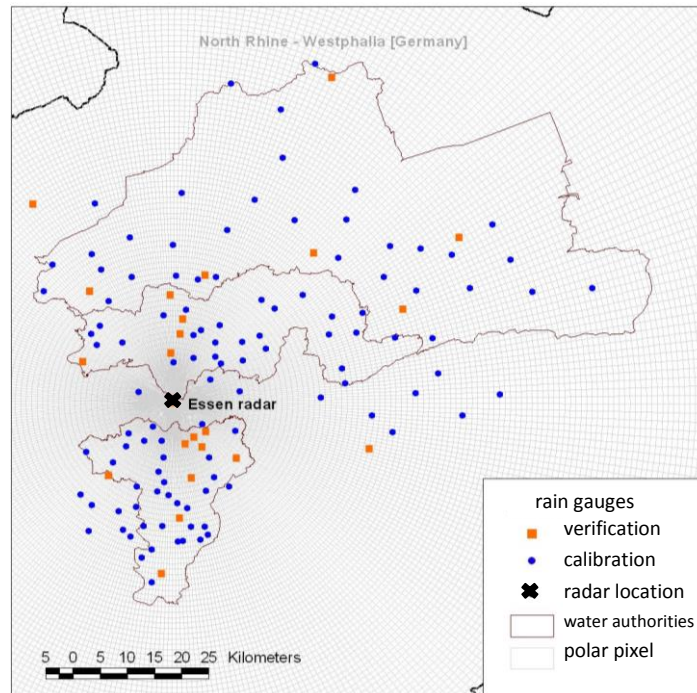 North Rhine - Westphalia [Germany]
Essen radar
rain gauges
verification
calibration
radar location
water authorities
polar pixel
5 0 5 10 15 20 25 Kilometers